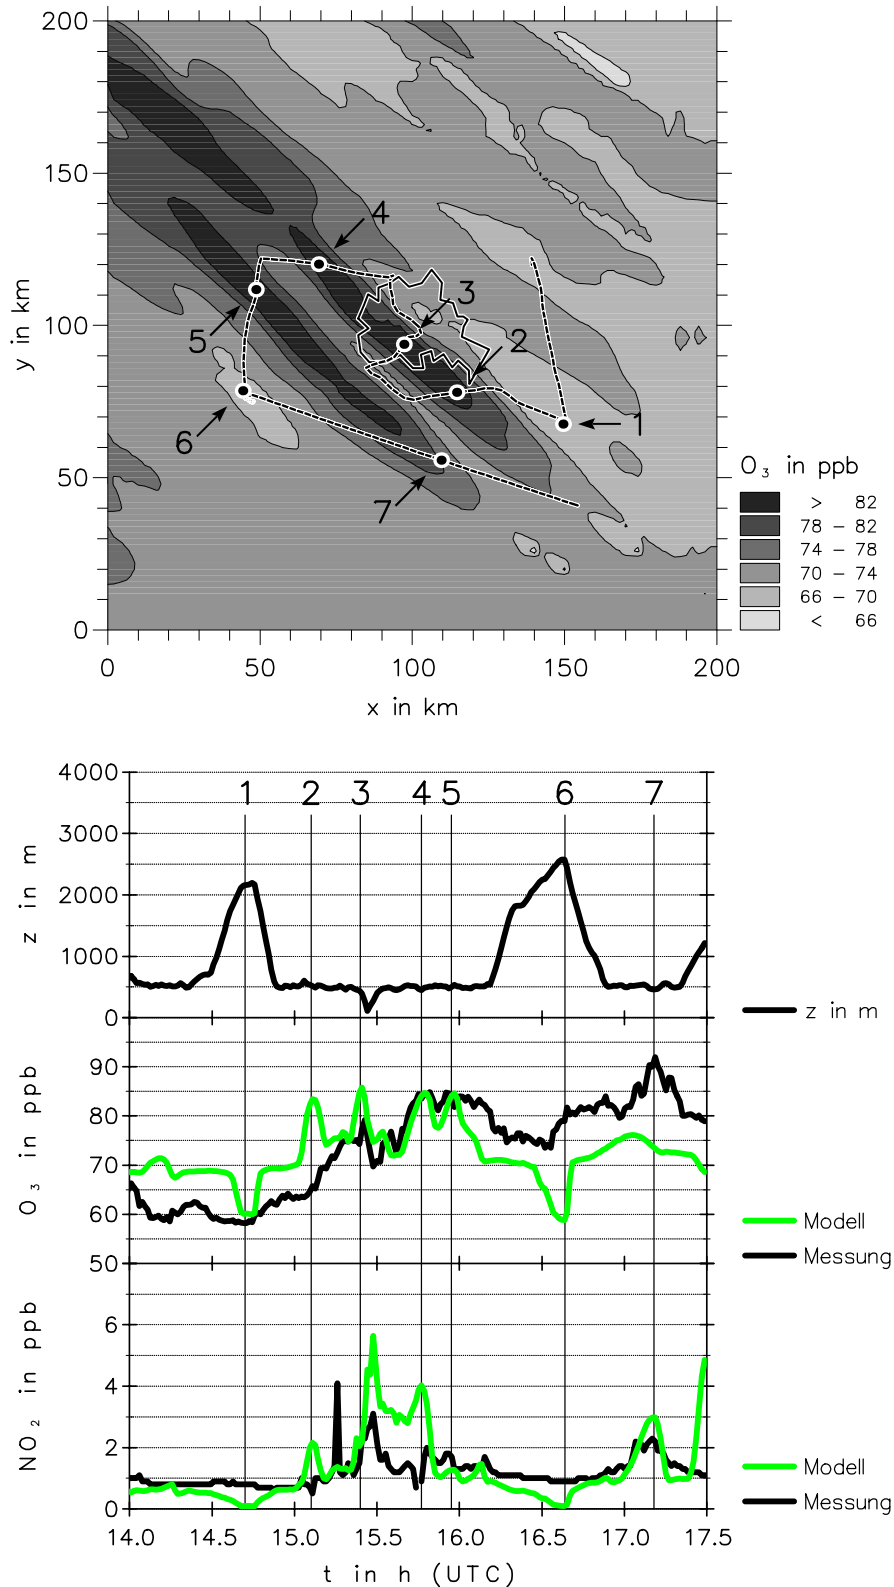 200
150
100
50
0
y in km
4
3
5
2
6
1
7
0 50 100 150 200
x in km
O₃ in ppb
> 82
78 – 82
74 – 78
70 – 74
66 – 70
< 66
4000
3000
2000
1000
0
z in m
1 2 3 4 5 6 7
z in m
90
80
70
60
50
O₃ in ppb
Modell
Messung
6
4
2
0
NO₂ in ppb
Modell
Messung
14.0 14.5 15.0 15.5 16.0 16.5 17.0 17.5
t in h (UTC)